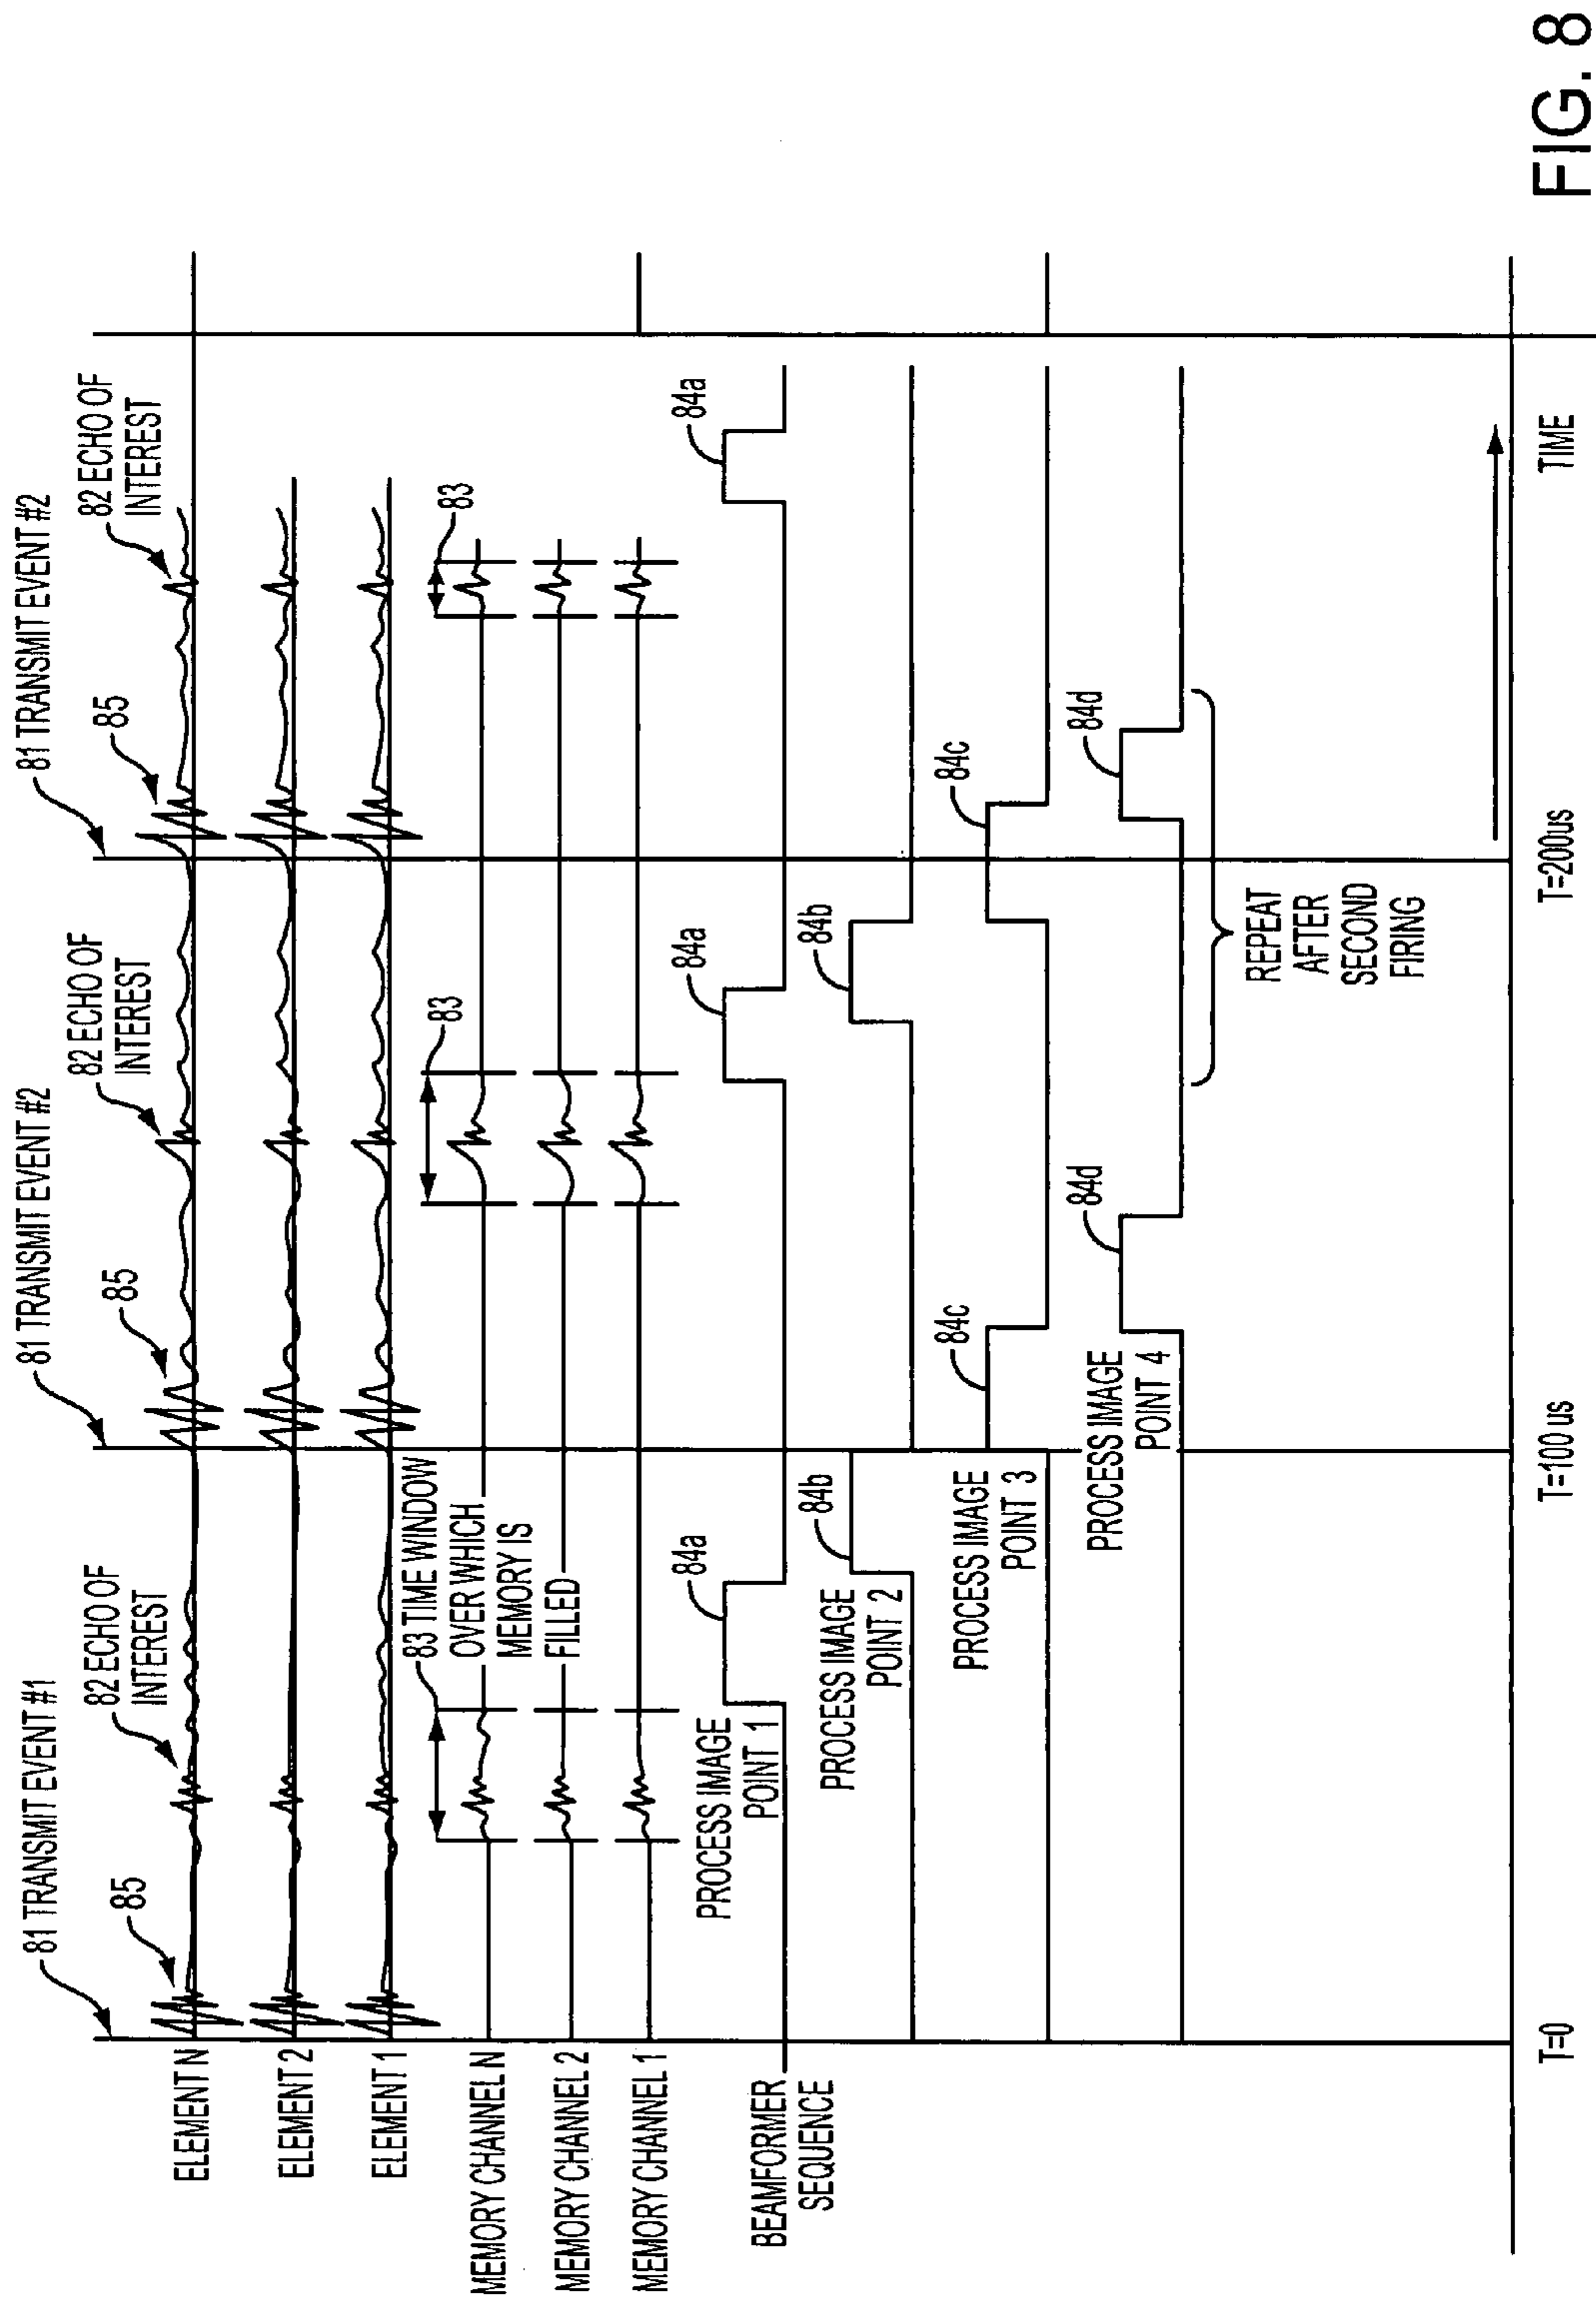 81 TRANSMIT EVENT #1
81 TRANSMIT EVENT #2
81 TRANSMIT EVENT #2
85
82 ECHO OF
INTEREST
85
82 ECHO OF
INTEREST
85
82 ECHO OF
INTEREST
ELEMENT N
ELEMENT 2
ELEMENT 1
83 TIME WINDOW
OVER WHICH
MEMORY IS
FILLED
83
83
MEMORY CHANNEL N
MEMORY CHANNEL 2
MEMORY CHANNEL 1
BEAMFORMER
SEQUENCE
PROCESS IMAGE
POINT 1
84a
84a
84a
PROCESS IMAGE
POINT 2
84b
84b
PROCESS IMAGE
POINT 3
84c
84c
PROCESS IMAGE
POINT 4
84d
84d
REPEAT
AFTER
SECOND
FIRING
T=0
T=100 us
T=200us
TIME
FIG. 8